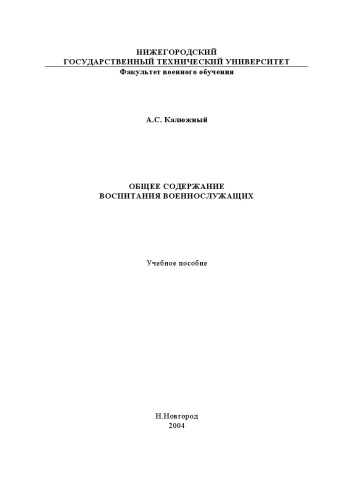 НИЖЕГОРОДСКИЙ
ГОСУДАРСТВЕННЫЙ ТЕХНИЧЕСКИЙ УНИВЕРСИТЕТ
Факультет военного обучения
А.С. Калюжный
ОБЩЕЕ СОДЕРЖАНИЕ
ВОСПИТАНИЯ ВОЕННОСЛУЖАЩИХ
Учебное пособие
Н.Новгород
2004